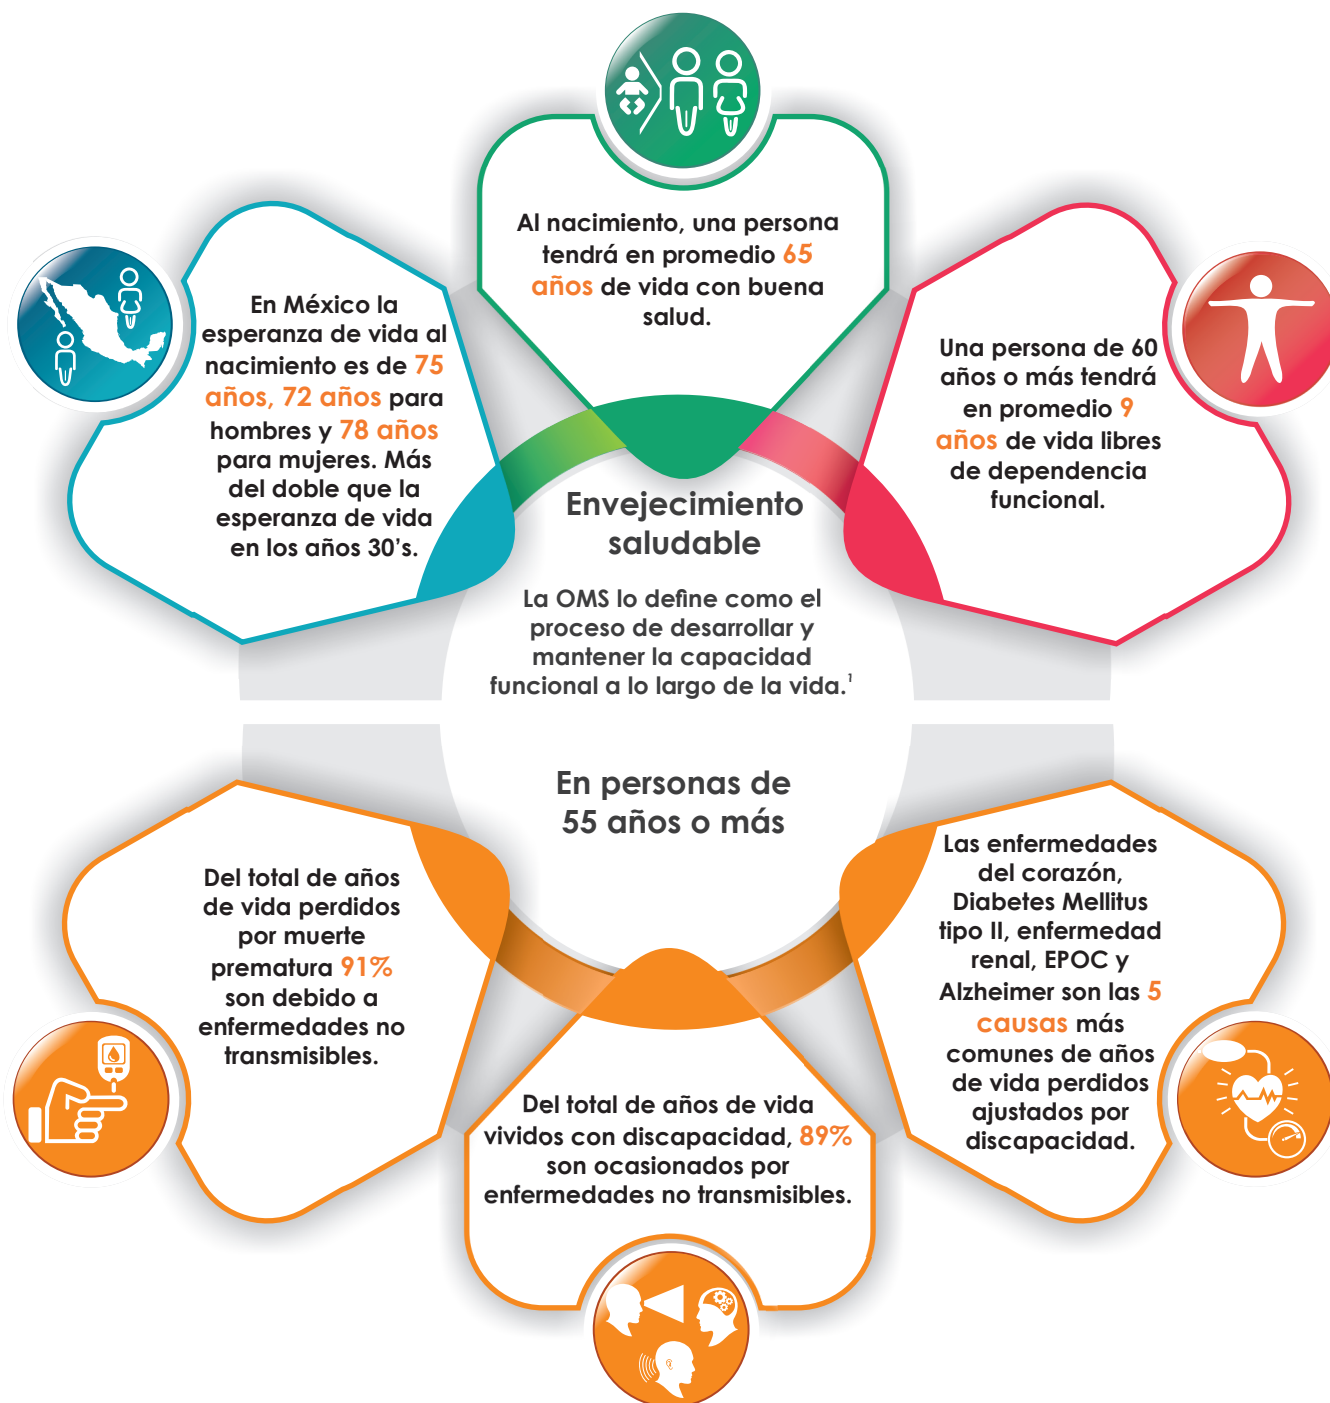 Al nacimiento, una persona
tendrá en promedio 65
años de vida con buena
salud.
En México la
esperanza de vida al
nacimiento es de 75
años, 72 años para
hombres y 78 años
para mujeres. Más
del doble que la
esperanza de vida
en los años 30's.
Una persona de 60
años o más tendrá
en promedio 9
años de vida libres
de dependencia
funcional.
Envejecimiento
saludable
La OMS lo define como el
proceso de desarrollar y
mantener la capacidad
funcional a lo largo de la vida.¹
En personas de
55 años o más
Del total de años
de vida perdidos
por muerte
prematura 91%
son debido a
enfermedades no
transmisibles.
Del total de años de vida
vividos con discapacidad, 89%
son ocasionados por
enfermedades no transmisibles.
Las enfermedades
del corazón,
Diabetes Mellitus
tipo II, enfermedad
renal, EPOC y
Alzheimer son las 5
causas más
comunes de años
de vida perdidos
ajustados por
discapacidad.